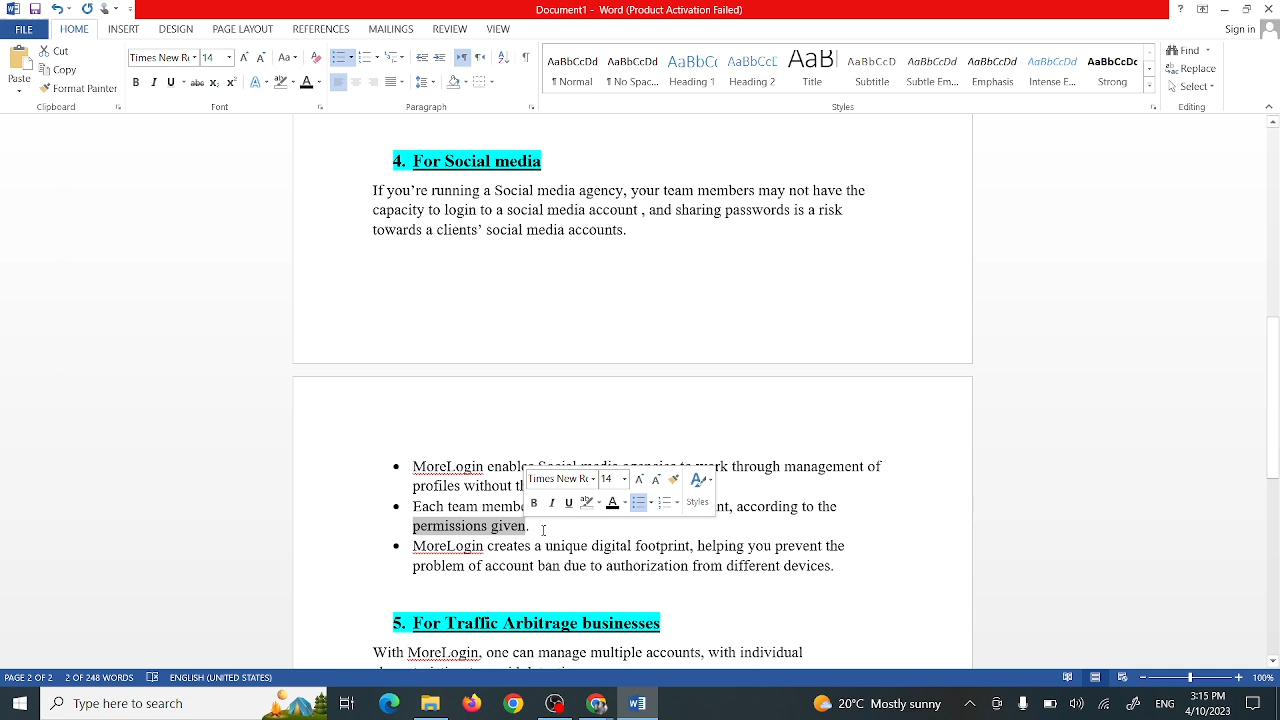 Document1 - Word (Product Activation Failed)
Sign in
FILE HOME INSERT DESIGN PAGE LAYOUT REFERENCES MAILINGS REVIEW VIEW
Paste
Cut
Copy
Format Painter
Clipboard
Times New Ro 14
Font
Paragraph
AaBbCcDd AaBbCcDd AaBbCc AaBbCcE AaBl AaBbCcD AaBbCcDd AaBbCcDd AaBbCcDd AaBbCcDc
¶ Normal ¶ No Spac... Heading 1 Heading 2 Title Subtitle Subtle Em... Emphasis Intense E... Strong
Styles
Find
Replace
Select
Editing
4. For Social media
If you’re running a Social media agency, your team members may not have the
capacity to login to a social media account , and sharing passwords is a risk
towards a clients’ social media accounts.
• MoreLogin enables Social media agencies to work through management of
profiles without th
• Each team membe nt, according to the
permissions given.
• MoreLogin creates a unique digital footprint, helping you prevent the
problem of account ban due to authorization from different devices.
Times New Ro 14
B I U Styles
5. For Traffic Arbitrage businesses
With MoreLogin, one can manage multiple accounts, with individual
PAGE 2 OF 2 2 OF 248 WORDS ENGLISH (UNITED STATES) 100%
Type here to search
20°C Mostly sunny
ENG
3:15 PM
4/10/2023